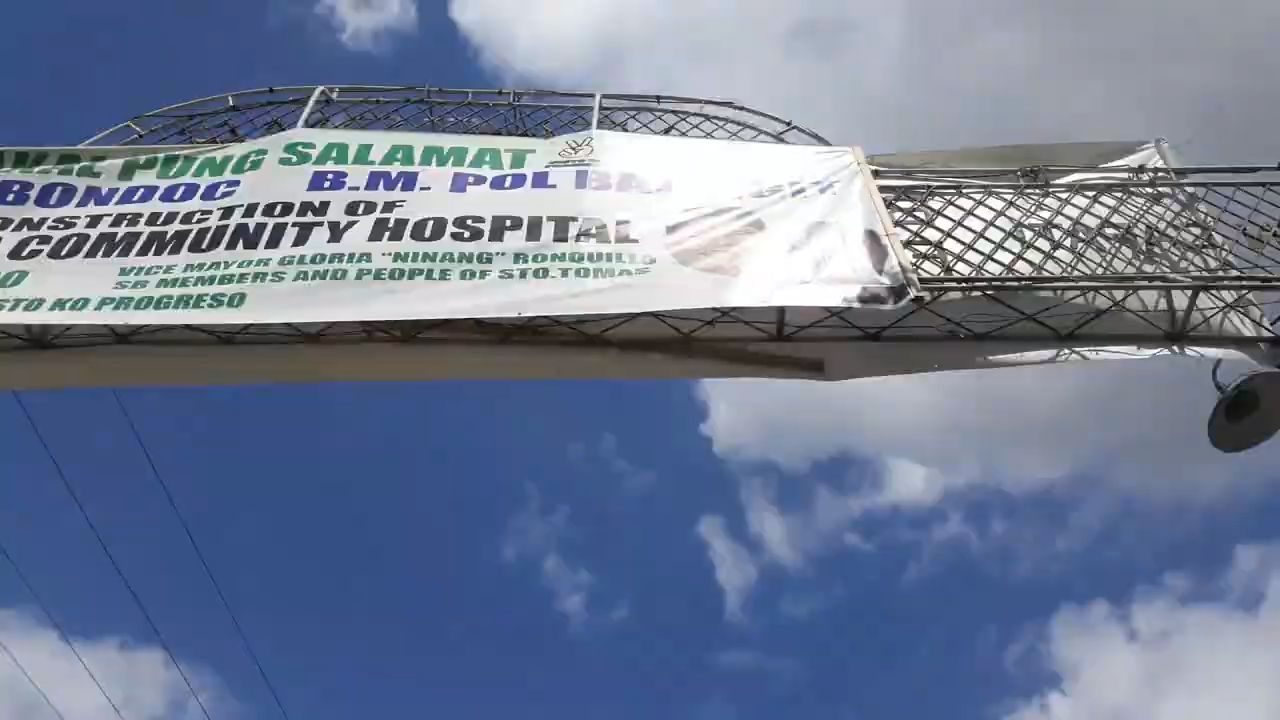 PUNG SALAMAT
BONDOC B.M. POL
CONSTRUCTION OF
COMMUNITY HOSPITAL
VICE MAYOR GLORIA "NINANG" RONQUILLO
SB MEMBERS AND PEOPLE OF STO.TOMAS
STO KO PROGRESO